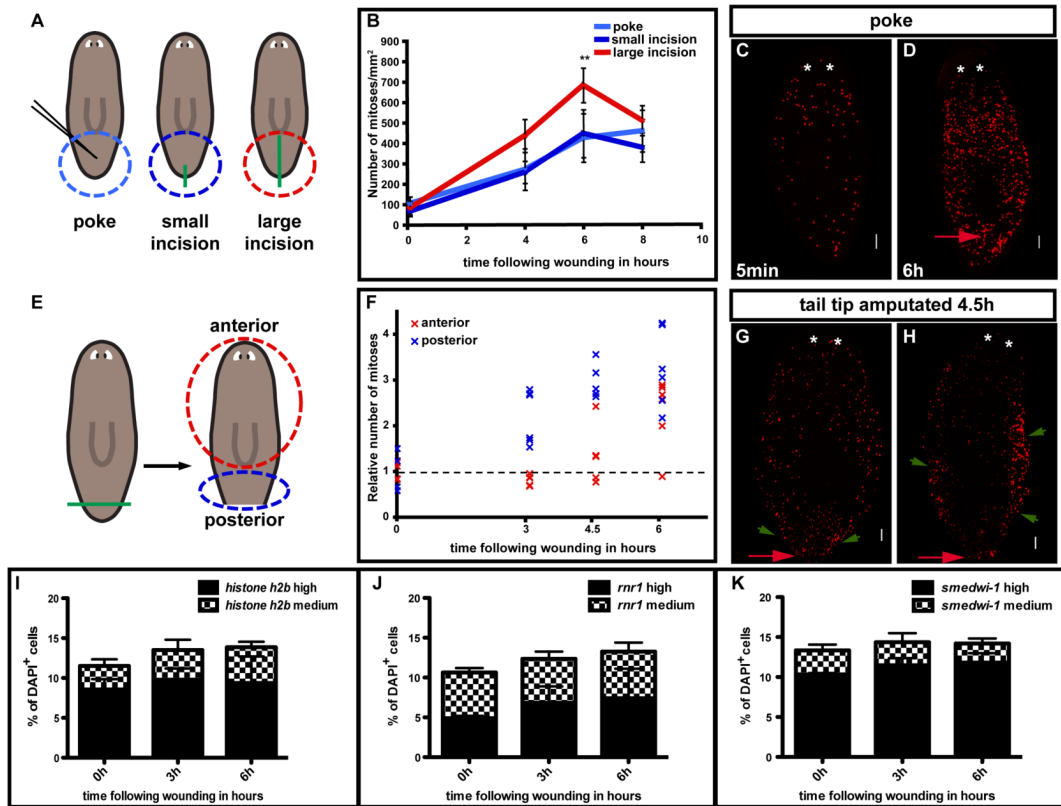 A
poke
small
incision
large
incision
B
poke
small incision
large incision
**
Number of mitoses/mm²
900
800
700
600
500
400
300
200
100
0
0 2 4 6 8 10
time following wounding in hours
poke
C
* *
5min
D
* *
6h
E
anterior
posterior
F
anterior
posterior
Relative number of mitoses
4
3
2
1
0
0 3 4.5 6
time following wounding in hours
tail tip amputated 4.5h
G
* *
H
* *
I
histone h2b high
histone h2b medium
% of DAPI⁺ cells
20
15
10
5
0
0h 3h 6h
time following wounding in hours
J
rnr1 high
rnr1 medium
% of DAPI⁺ cells
20
15
10
5
0
0h 3h 6h
time following wounding in hours
K
smedwi-1 high
smedwi-1 medium
% of DAPI⁺ cells
20
15
10
5
0
0h 3h 6h
time following wounding in hours